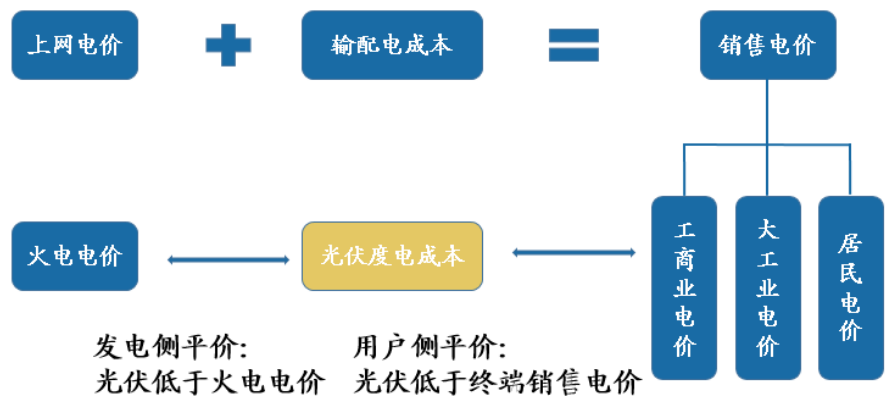 上网电价
输配电成本
销售电价
火电电价
光伏度电成本
工商业电价
大工业电价
居民电价
发电侧平价:
光伏低于火电电价
用户侧平价:
光伏低于终端销售电价